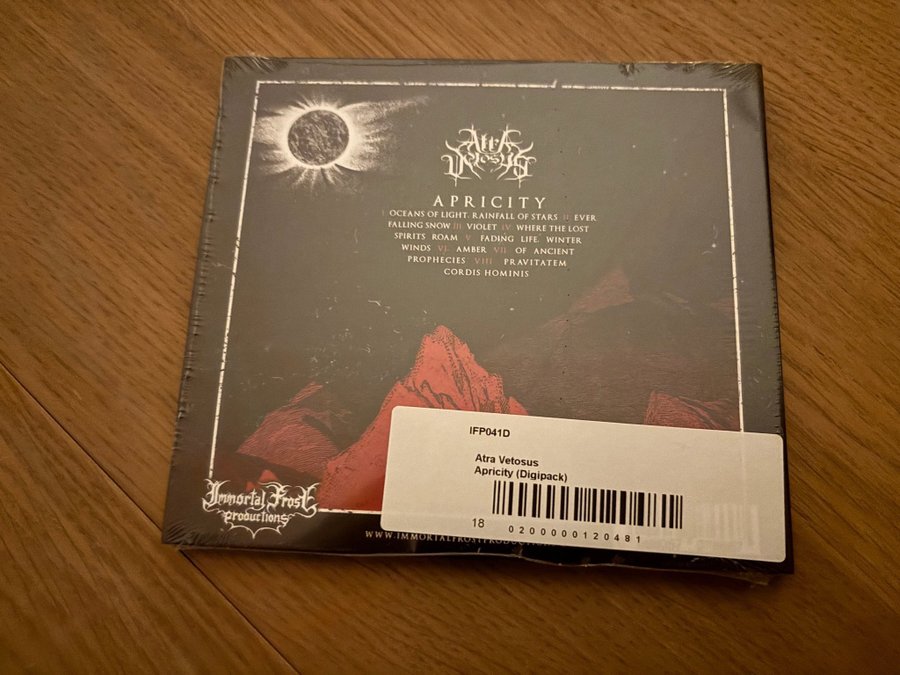 Atra
Vetosus
APRICITY
I OCEANS OF LIGHT, RAINFALL OF STARS II EVER
FALLING SNOW III VIOLET IV WHERE THE LOST
SPIRITS ROAM V FADING LIFE, WINTER
WINDS VI AMBER VII OF ANCIENT
PROPHECIES VIII PRAVITATEM
CORDIS HOMINIS
IFP041D
Atra Vetosus
Apricity (Digipack)
18
0200000120481
Immortal Frost
Productions